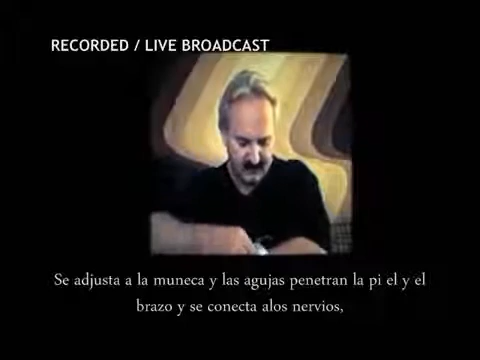 RECORDED / LIVE BROADCAST
Se adjusta a la muneca y las agujas penetran la pi el y el
brazo y se conecta alos nervios,